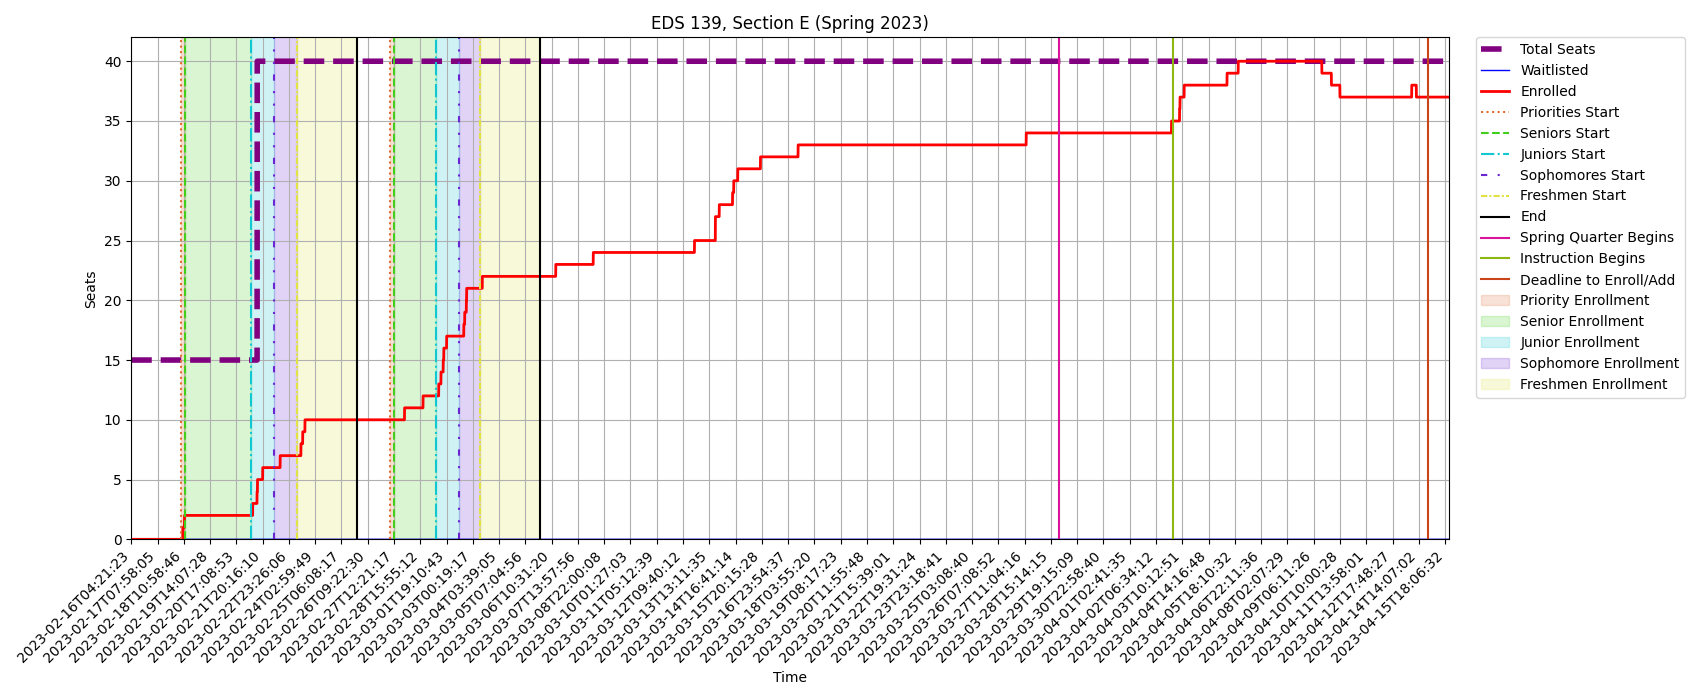 EDS 139, Section E (Spring 2023)
Seats
40
35
30
25
20
15
10
5
0
2023-02-16T04:21:23
2023-02-17T07:58:05
2023-02-18T10:58:46
2023-02-19T14:07:28
2023-02-20T17:08:53
2023-02-21T20:16:10
2023-02-22T23:26:06
2023-02-24T02:59:49
2023-02-25T06:08:17
2023-02-26T09:22:30
2023-02-27T12:21:17
2023-02-28T15:55:12
2023-03-01T19:10:43
2023-03-03T00:19:17
2023-03-04T03:39:05
2023-03-05T07:04:56
2023-03-06T10:31:20
2023-03-07T13:57:56
2023-03-08T22:00:08
2023-03-10T01:27:03
2023-03-11T05:12:39
2023-03-12T09:40:12
2023-03-13T13:11:35
2023-03-14T16:41:14
2023-03-15T20:15:28
2023-03-16T23:54:37
2023-03-18T03:55:20
2023-03-19T08:17:23
2023-03-20T11:55:48
2023-03-21T15:39:01
2023-03-22T19:31:24
2023-03-23T23:18:41
2023-03-25T03:08:40
2023-03-26T07:08:52
2023-03-27T11:04:16
2023-03-28T15:14:15
2023-03-29T19:15:09
2023-03-30T22:58:40
2023-04-01T02:41:35
2023-04-02T06:34:12
2023-04-03T10:12:51
2023-04-04T14:16:48
2023-04-05T18:10:32
2023-04-06T22:11:36
2023-04-08T02:07:29
2023-04-09T06:11:26
2023-04-10T10:00:28
2023-04-11T13:58:01
2023-04-12T17:48:27
2023-04-14T14:07:02
2023-04-15T18:06:32
Time
Total Seats
Waitlisted
Enrolled
Priorities Start
Seniors Start
Juniors Start
Sophomores Start
Freshmen Start
End
Spring Quarter Begins
Instruction Begins
Deadline to Enroll/Add
Priority Enrollment
Senior Enrollment
Junior Enrollment
Sophomore Enrollment
Freshmen Enrollment